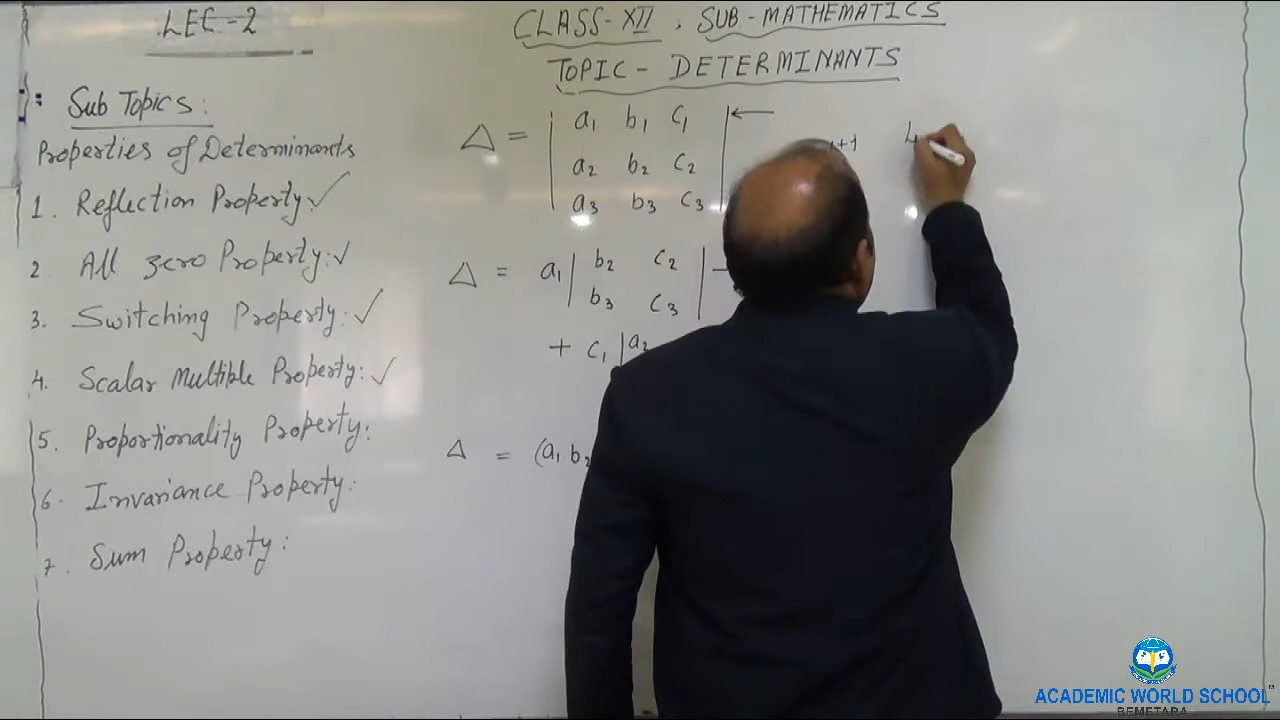 LEC-2
CLASS-XII, SUB-MATHEMATICS
TOPIC- DETERMINANTS
Sub Topics:
Properties of Determinants
1. Reflection Property: ✓
2 All zero Property: ✓
3. Switching Property: ✓
4. Scalar Multiple Property: ✓
5. Proportionality Property:
6. Invariance Property:
7. Sum Property:
Δ = | a₁ b₁ c₁ | ←
a₂ b₂ c₂
a₃ b₃ c₃
Δ = a₁ | b₂ c₂ | -
b₃ c₃
+ c₁ | a₂
Δ = (a₁ b₂
+1
4
ACADEMIC WORLD SCHOOL
BEMETARA